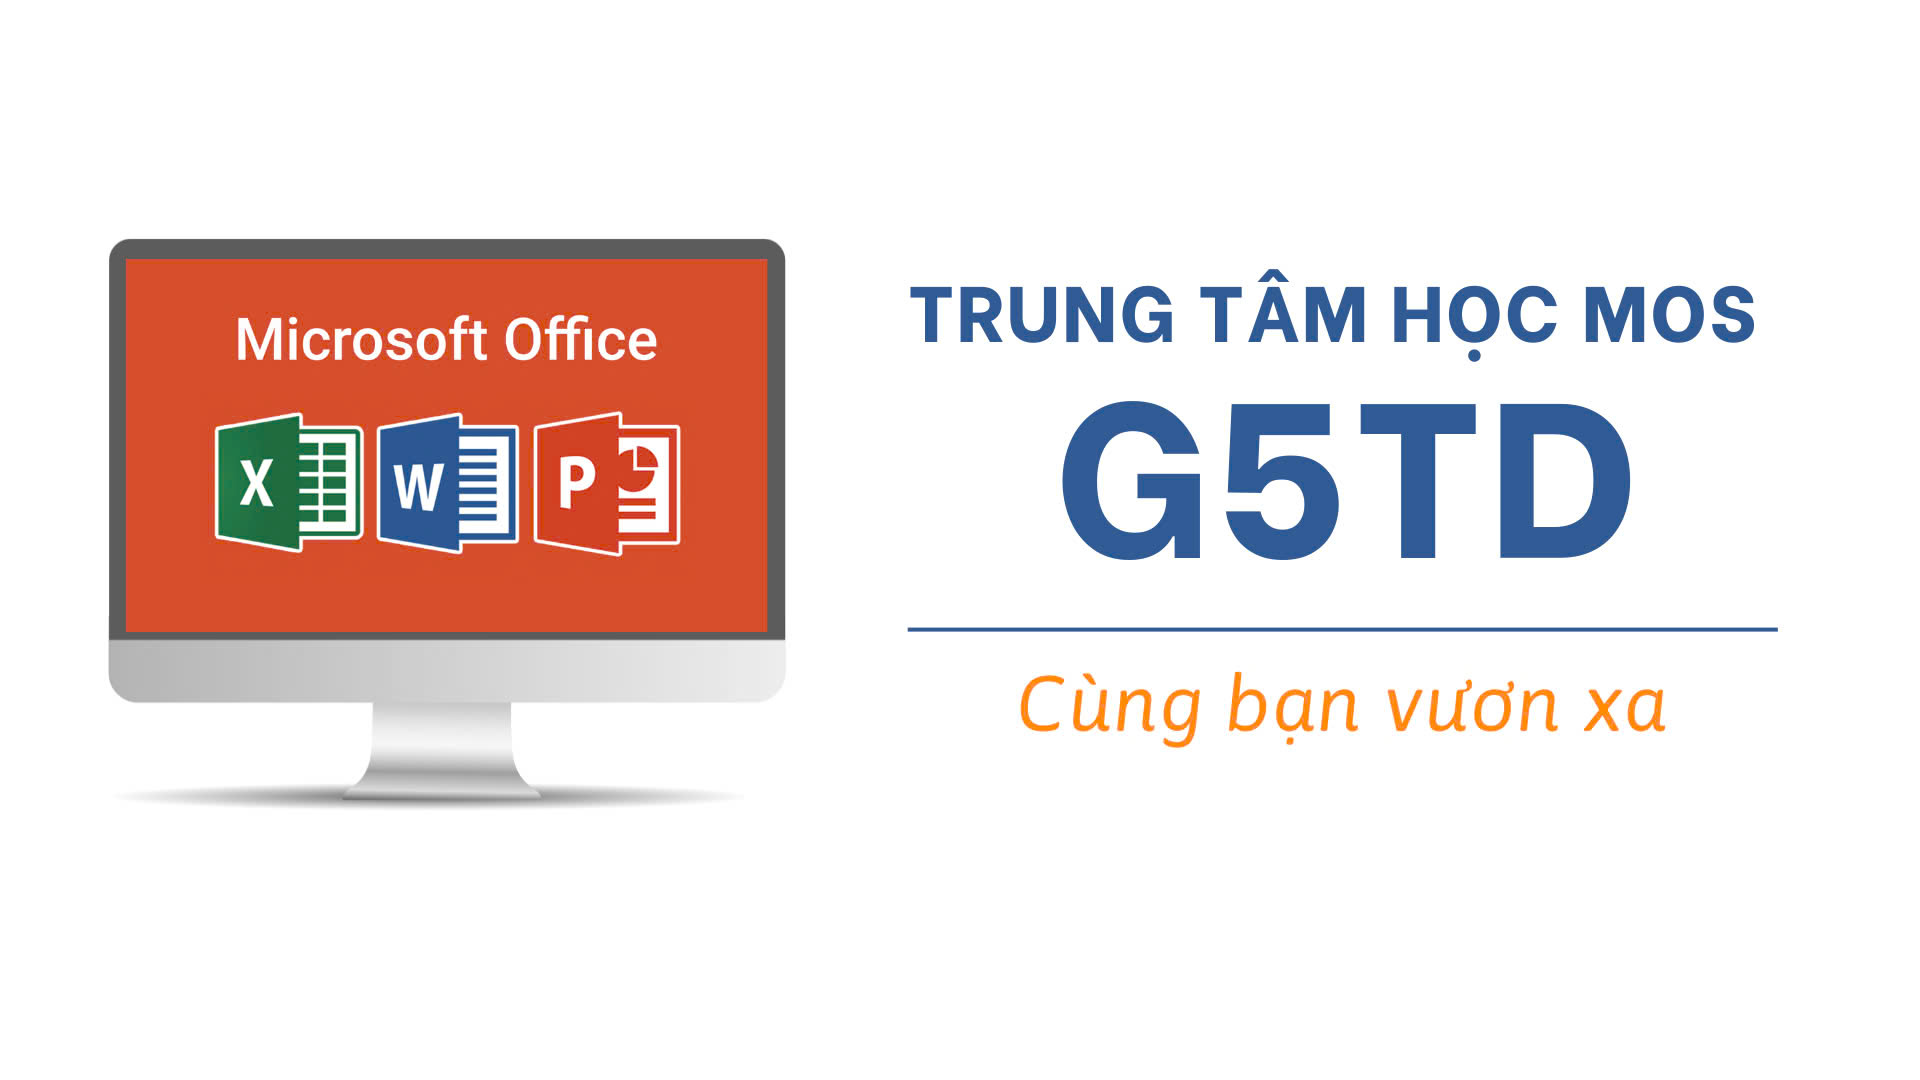 Microsoft Office
X W P
TRUNG TÂM HỌC MOS
G5TD
Cùng bạn vươn xa